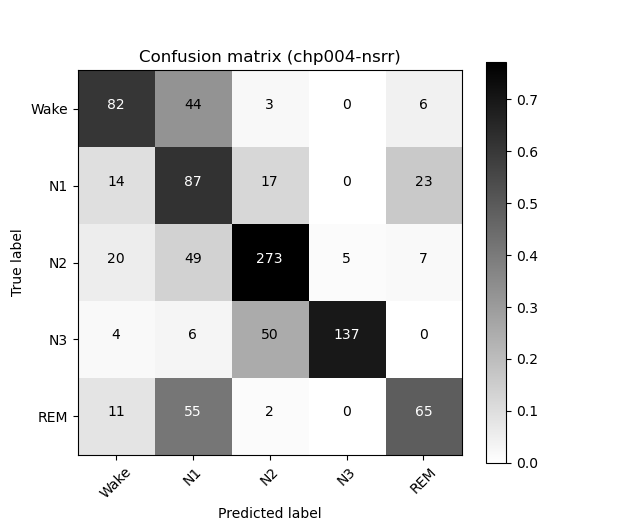 Confusion matrix (chp004-nsrr)
True label
Wake 82 44 3 0 6
N1 14 87 17 0 23
N2 20 49 273 5 7
N3 4 6 50 137 0
REM 11 55 2 0 65
Wake N1 N2 N3 REM
Predicted label
0.7
0.6
0.5
0.4
0.3
0.2
0.1
0.0